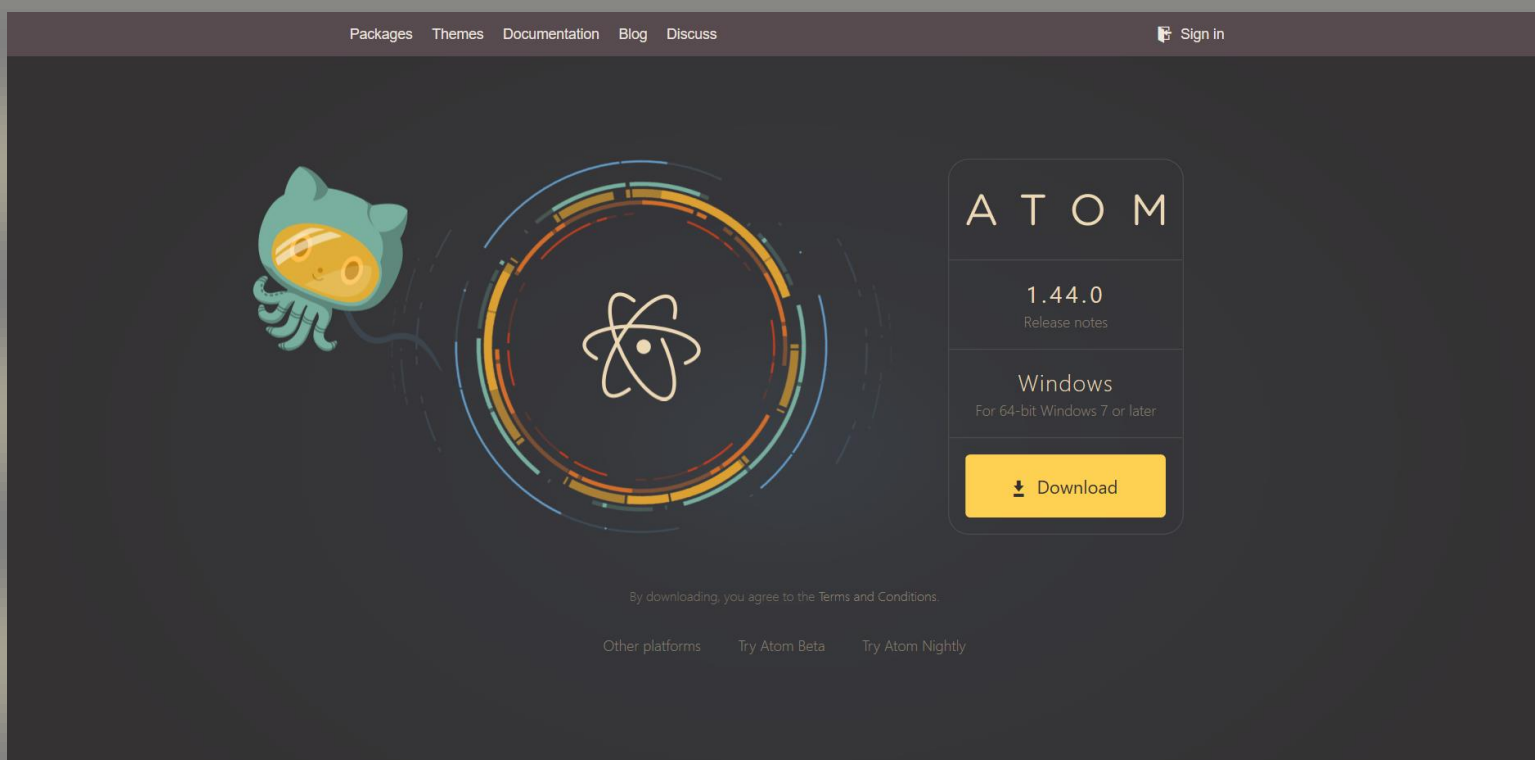 Packages Themes Documentation Blog Discuss Sign in
ATOM
1.44.0
Release notes
Windows
For 64-bit Windows 7 or later
Download
By downloading, you agree to the Terms and Conditions.
Other platforms Try Atom Beta Try Atom Nightly